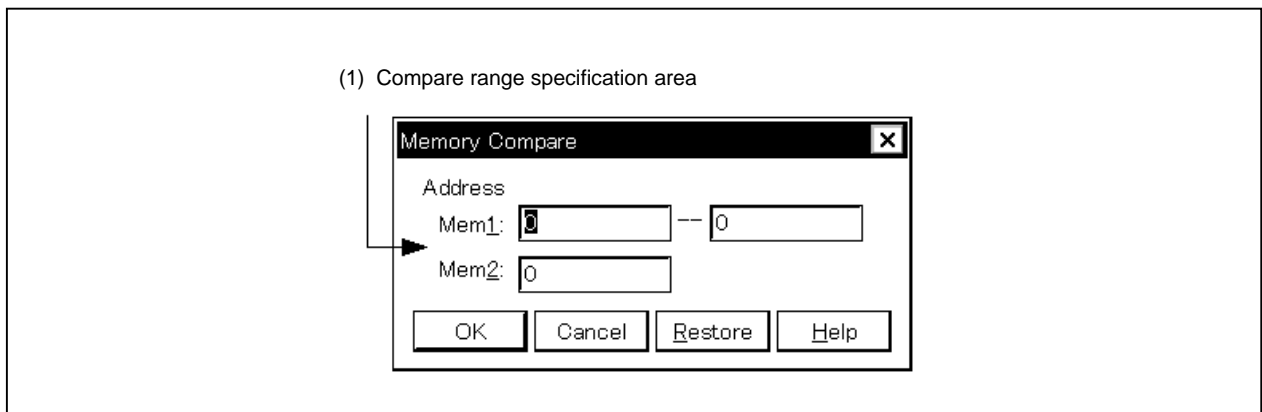 (1) Compare range specification area
Memory Compare
Address
Mem1: 0 -- 0
Mem2: 0
OK Cancel Restore Help